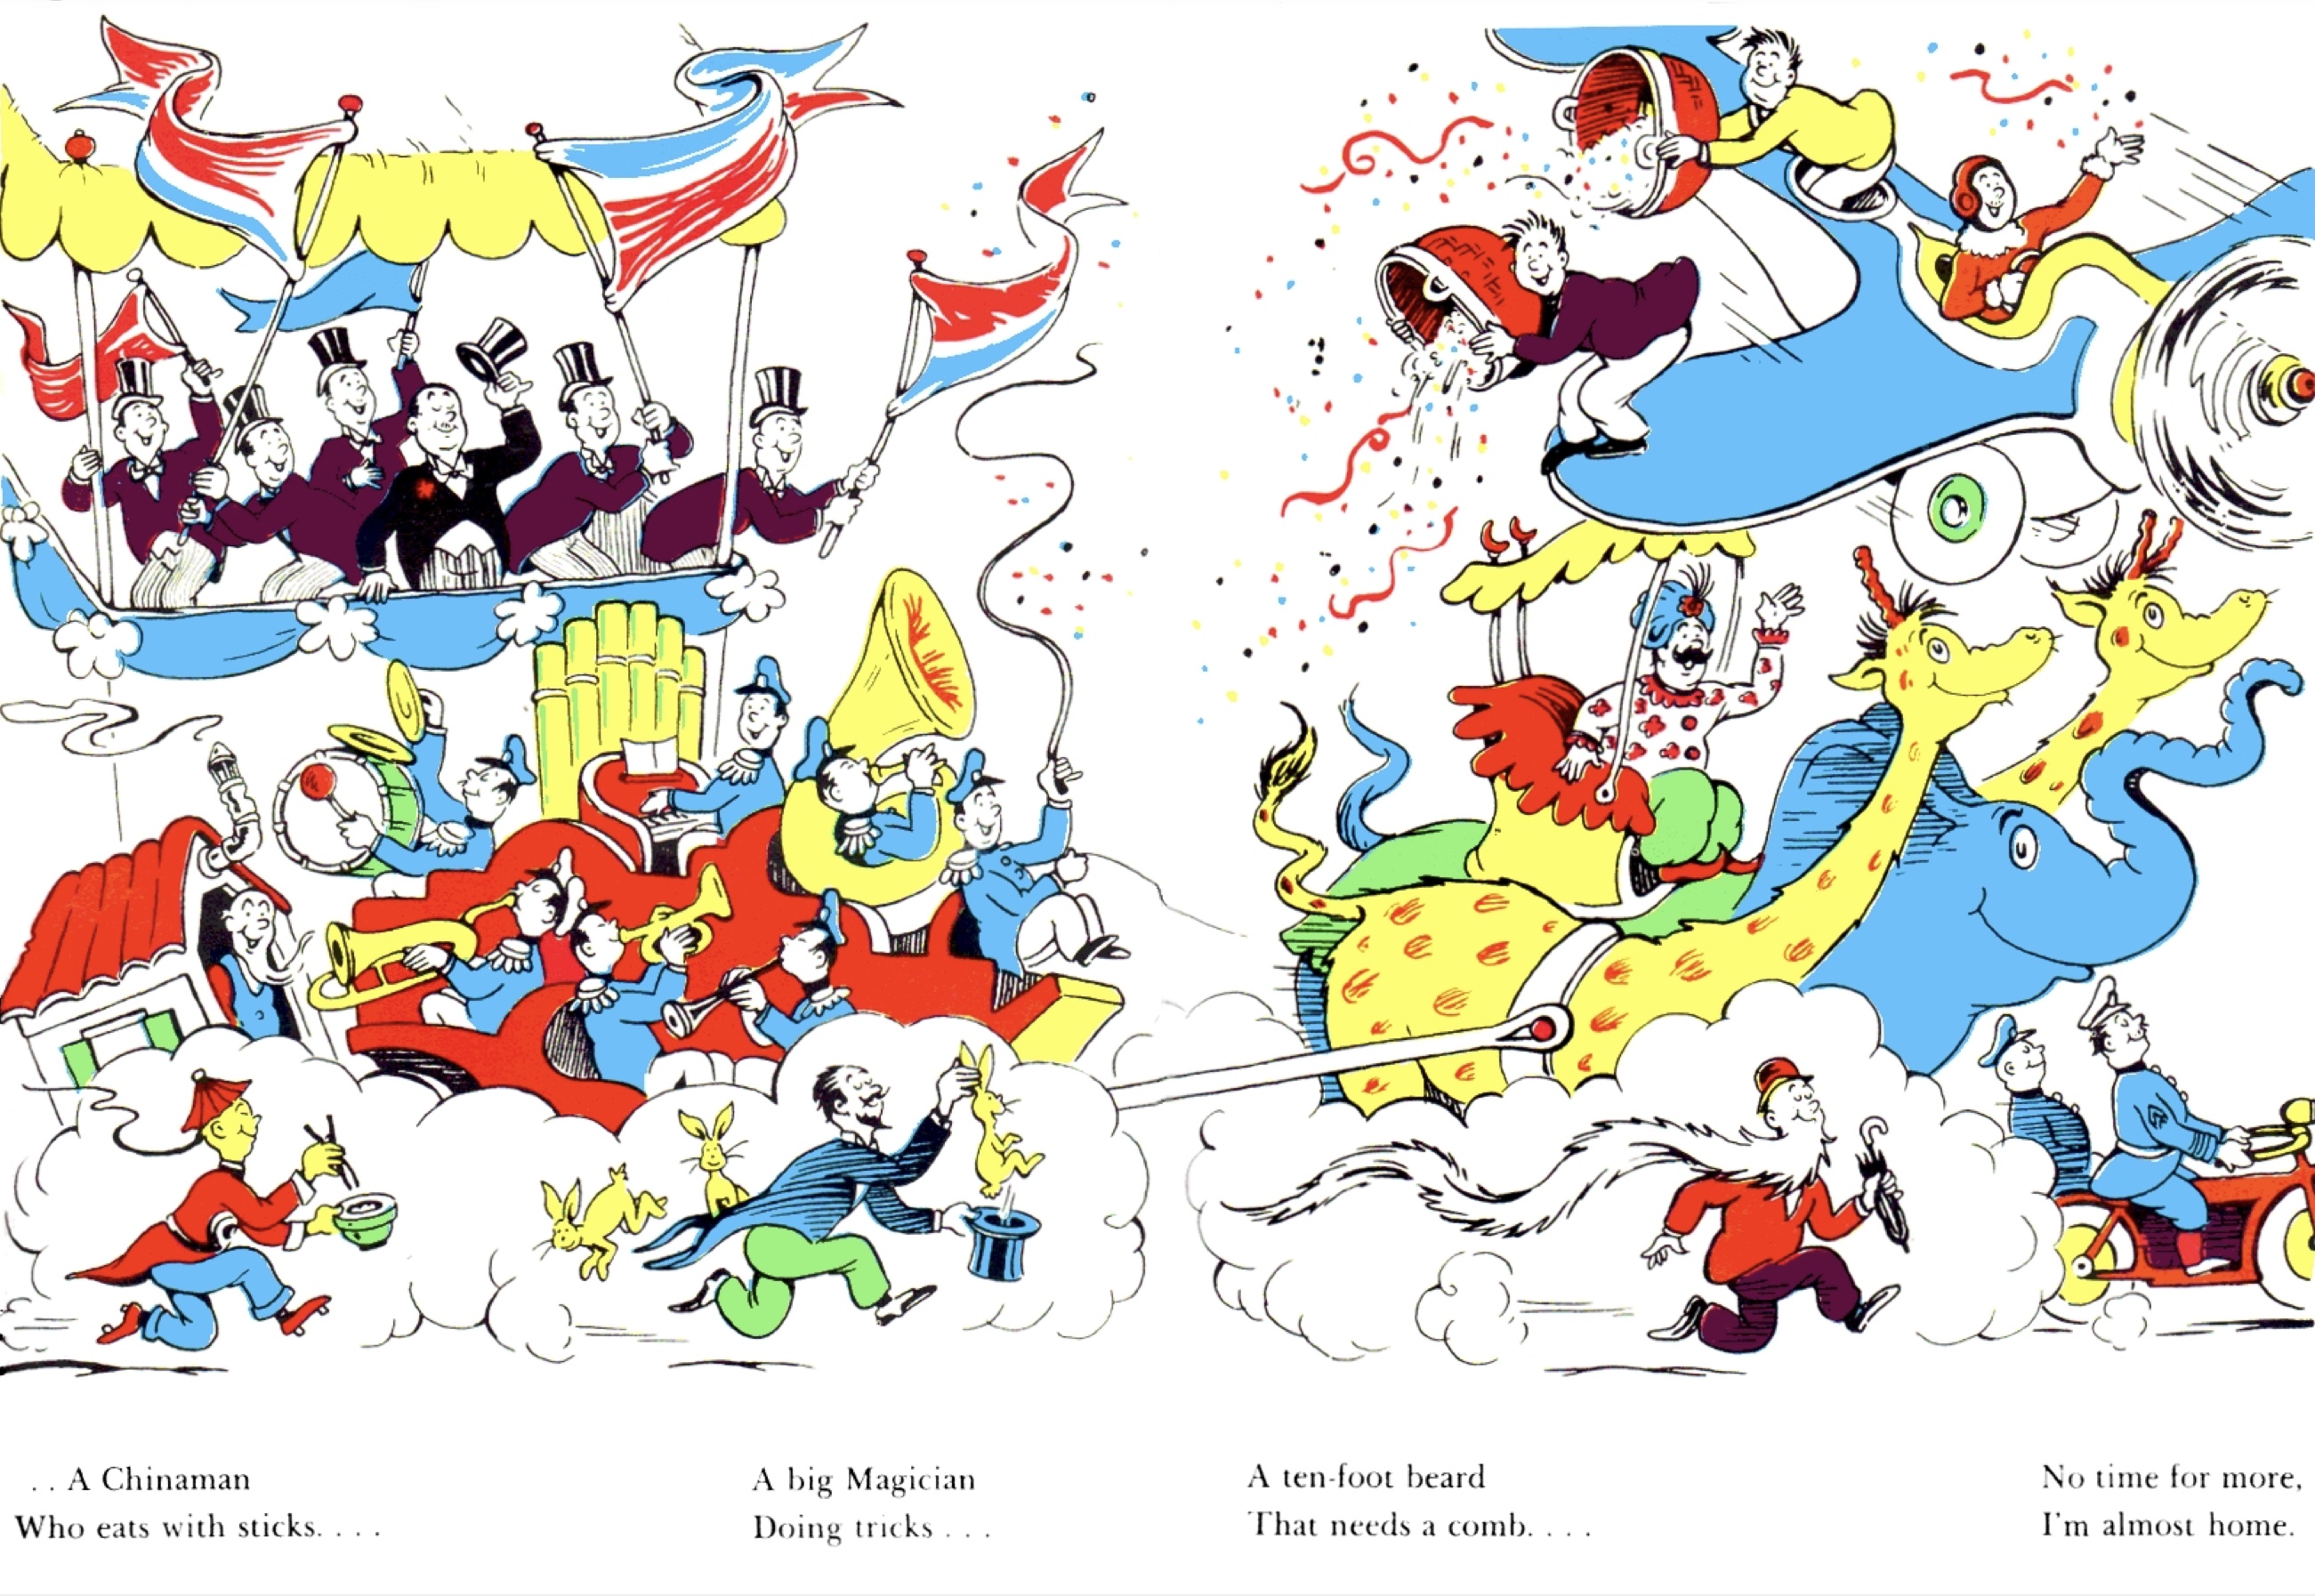 . . A Chinaman
Who eats with sticks. . . .
A big Magician
Doing tricks . . .
A ten-foot beard
That needs a comb. . . .
No time for more,
I'm almost home.